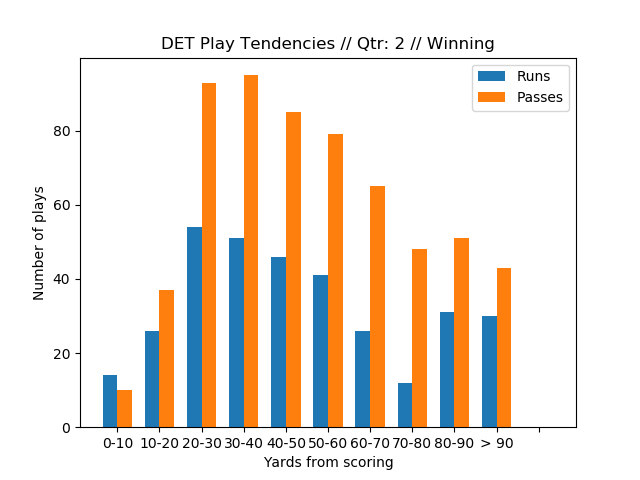 DET Play Tendencies // Qtr: 2 // Winning
Runs
Passes
Number of plays
80
60
40
20
0
0-10 10-20 20-30 30-40 40-50 50-60 60-70 70-80 80-90 > 90
Yards from scoring